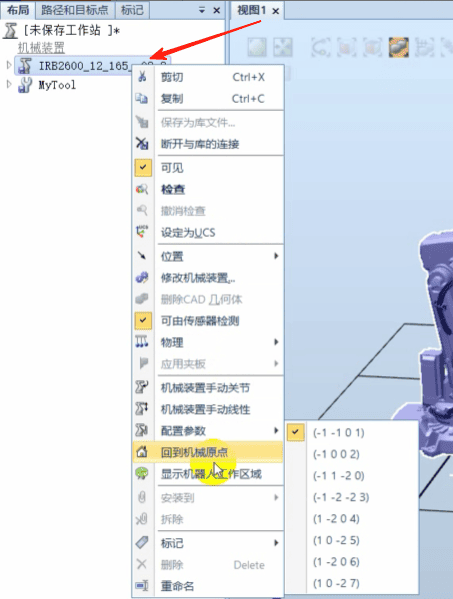 布局 路径和目标点 标记
视图1
[未保存工作站 ]*
机械装置
IRB2600_12_165_
MyTool
剪切 Ctrl+X
复制 Ctrl+C
保存为库文件...
断开与库的连接
可见
检查
撤消检查
设定为UCS
位置
修改机械装置...
删除CAD 几何体
可由传感器检测
物理
应用夹板
机械装置手动关节
机械装置手动线性
配置参数
(-1 -1 0 1)
回到机械原点
(-1 0 0 2)
显示机器人工作区域
(-1 1 -2 0)
安装到
(-1 -2 -2 3)
拆除
(1 -2 0 4)
标记
(1 0 -2 5)
删除 Delete
(1 -2 0 6)
重命名
(1 0 -2 7)